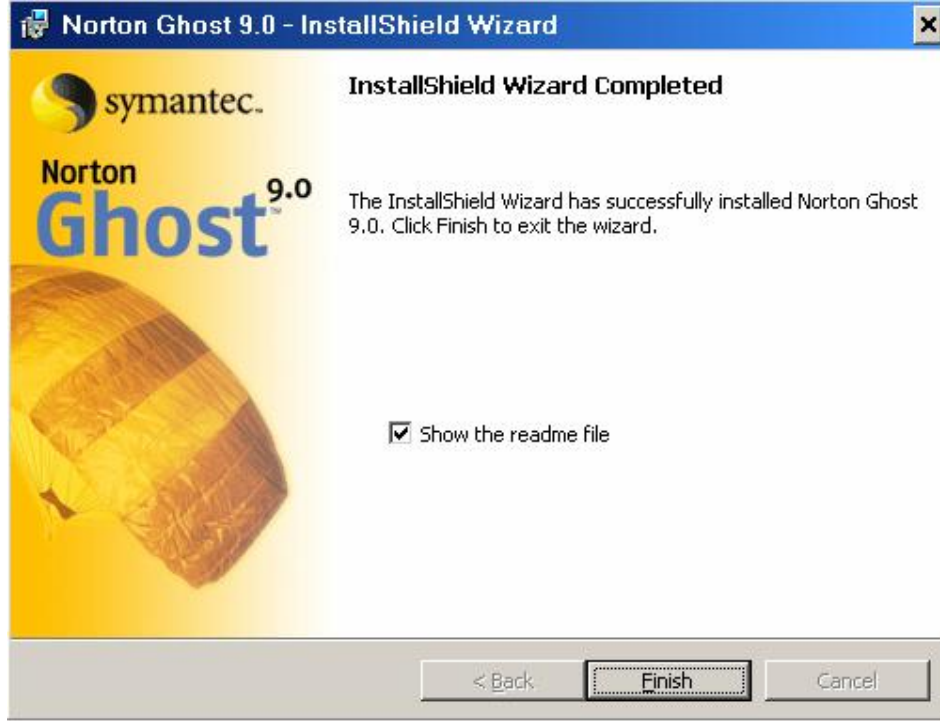 Norton Ghost 9.0 - InstallShield Wizard
symantec.
InstallShield Wizard Completed
Norton
Ghost™ 9.0
The InstallShield Wizard has successfully installed Norton Ghost
9.0. Click Finish to exit the wizard.
Show the readme file
< Back
Finish
Cancel